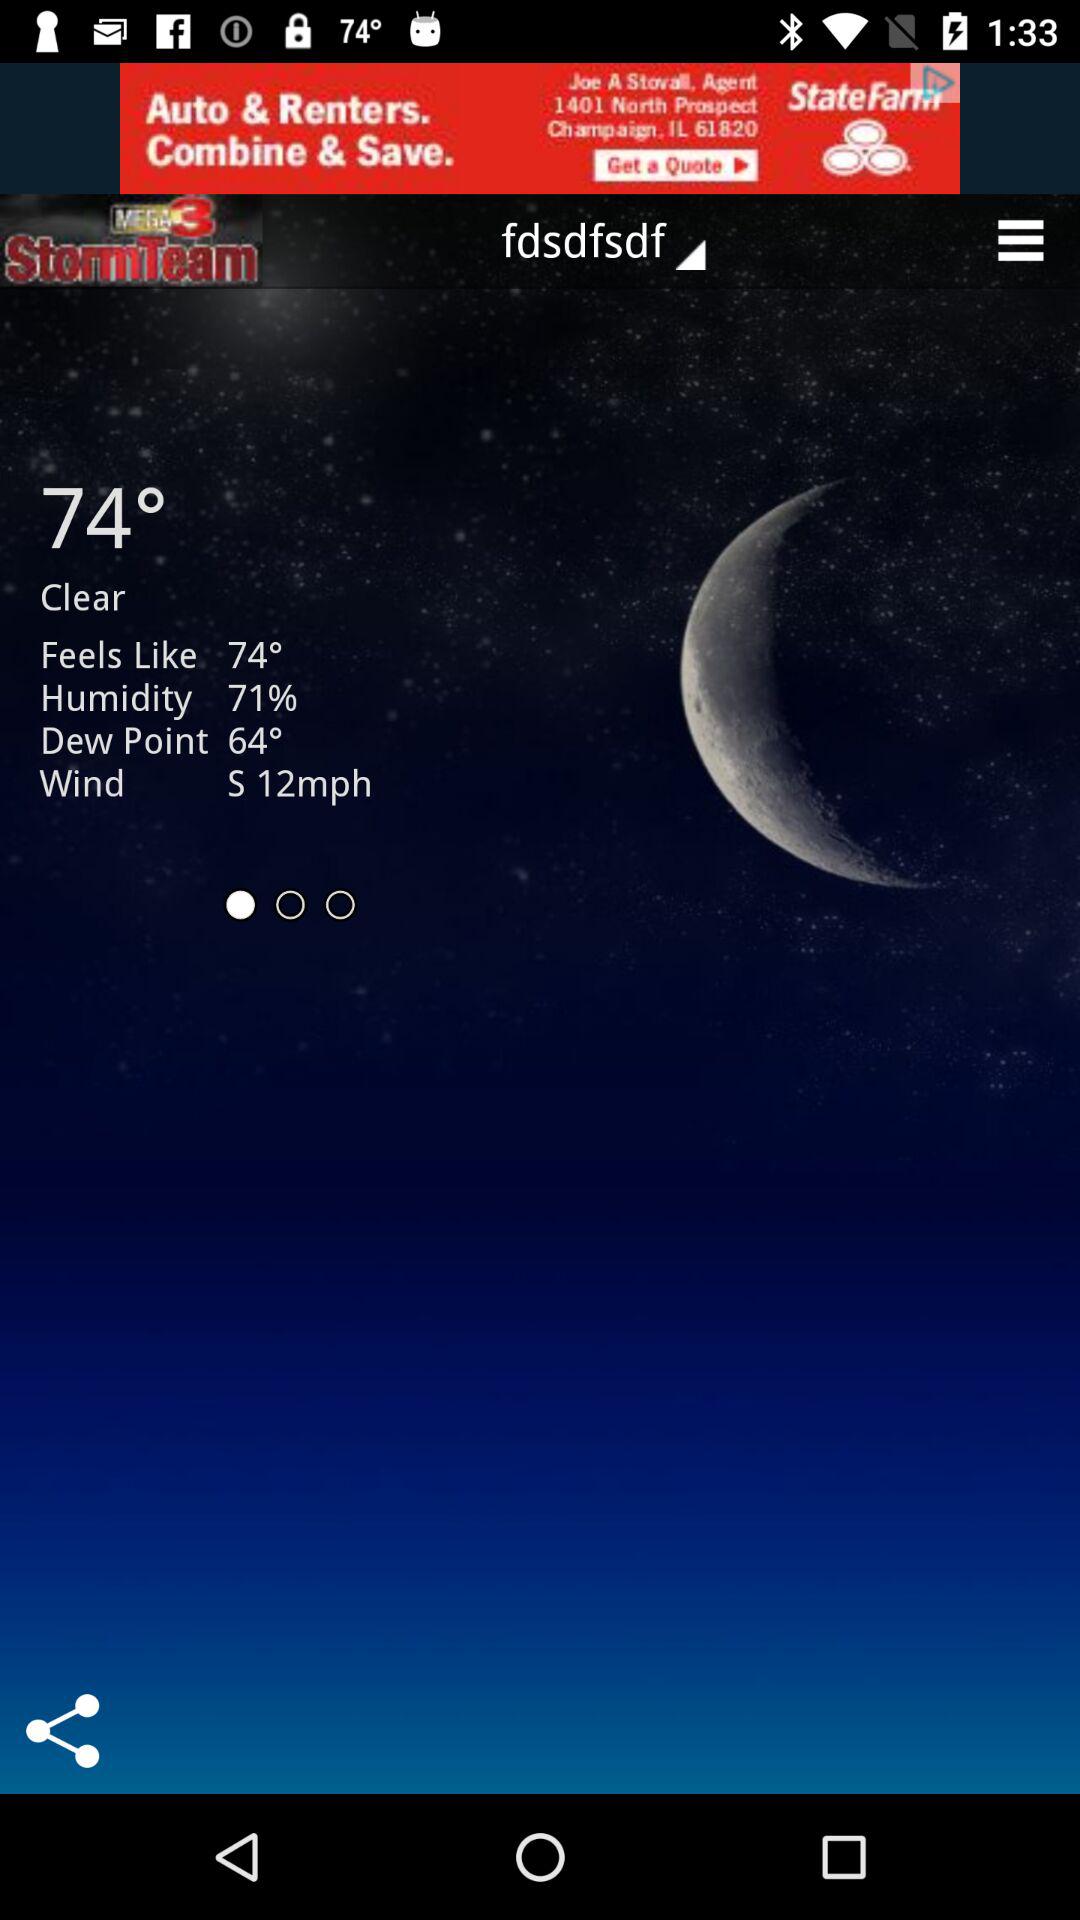 74°
1:33
Auto & Renters.
Combine & Save.
Joe A Stovall, Agent
1401 North Prospect
Champaign, IL 61820
Get a Quote
StateFarm
MEGA 3
StormTeam
fdsdfsdf
74°
Clear
Feels Like 74°
Humidity 71%
Dew Point 64°
Wind S 12mph